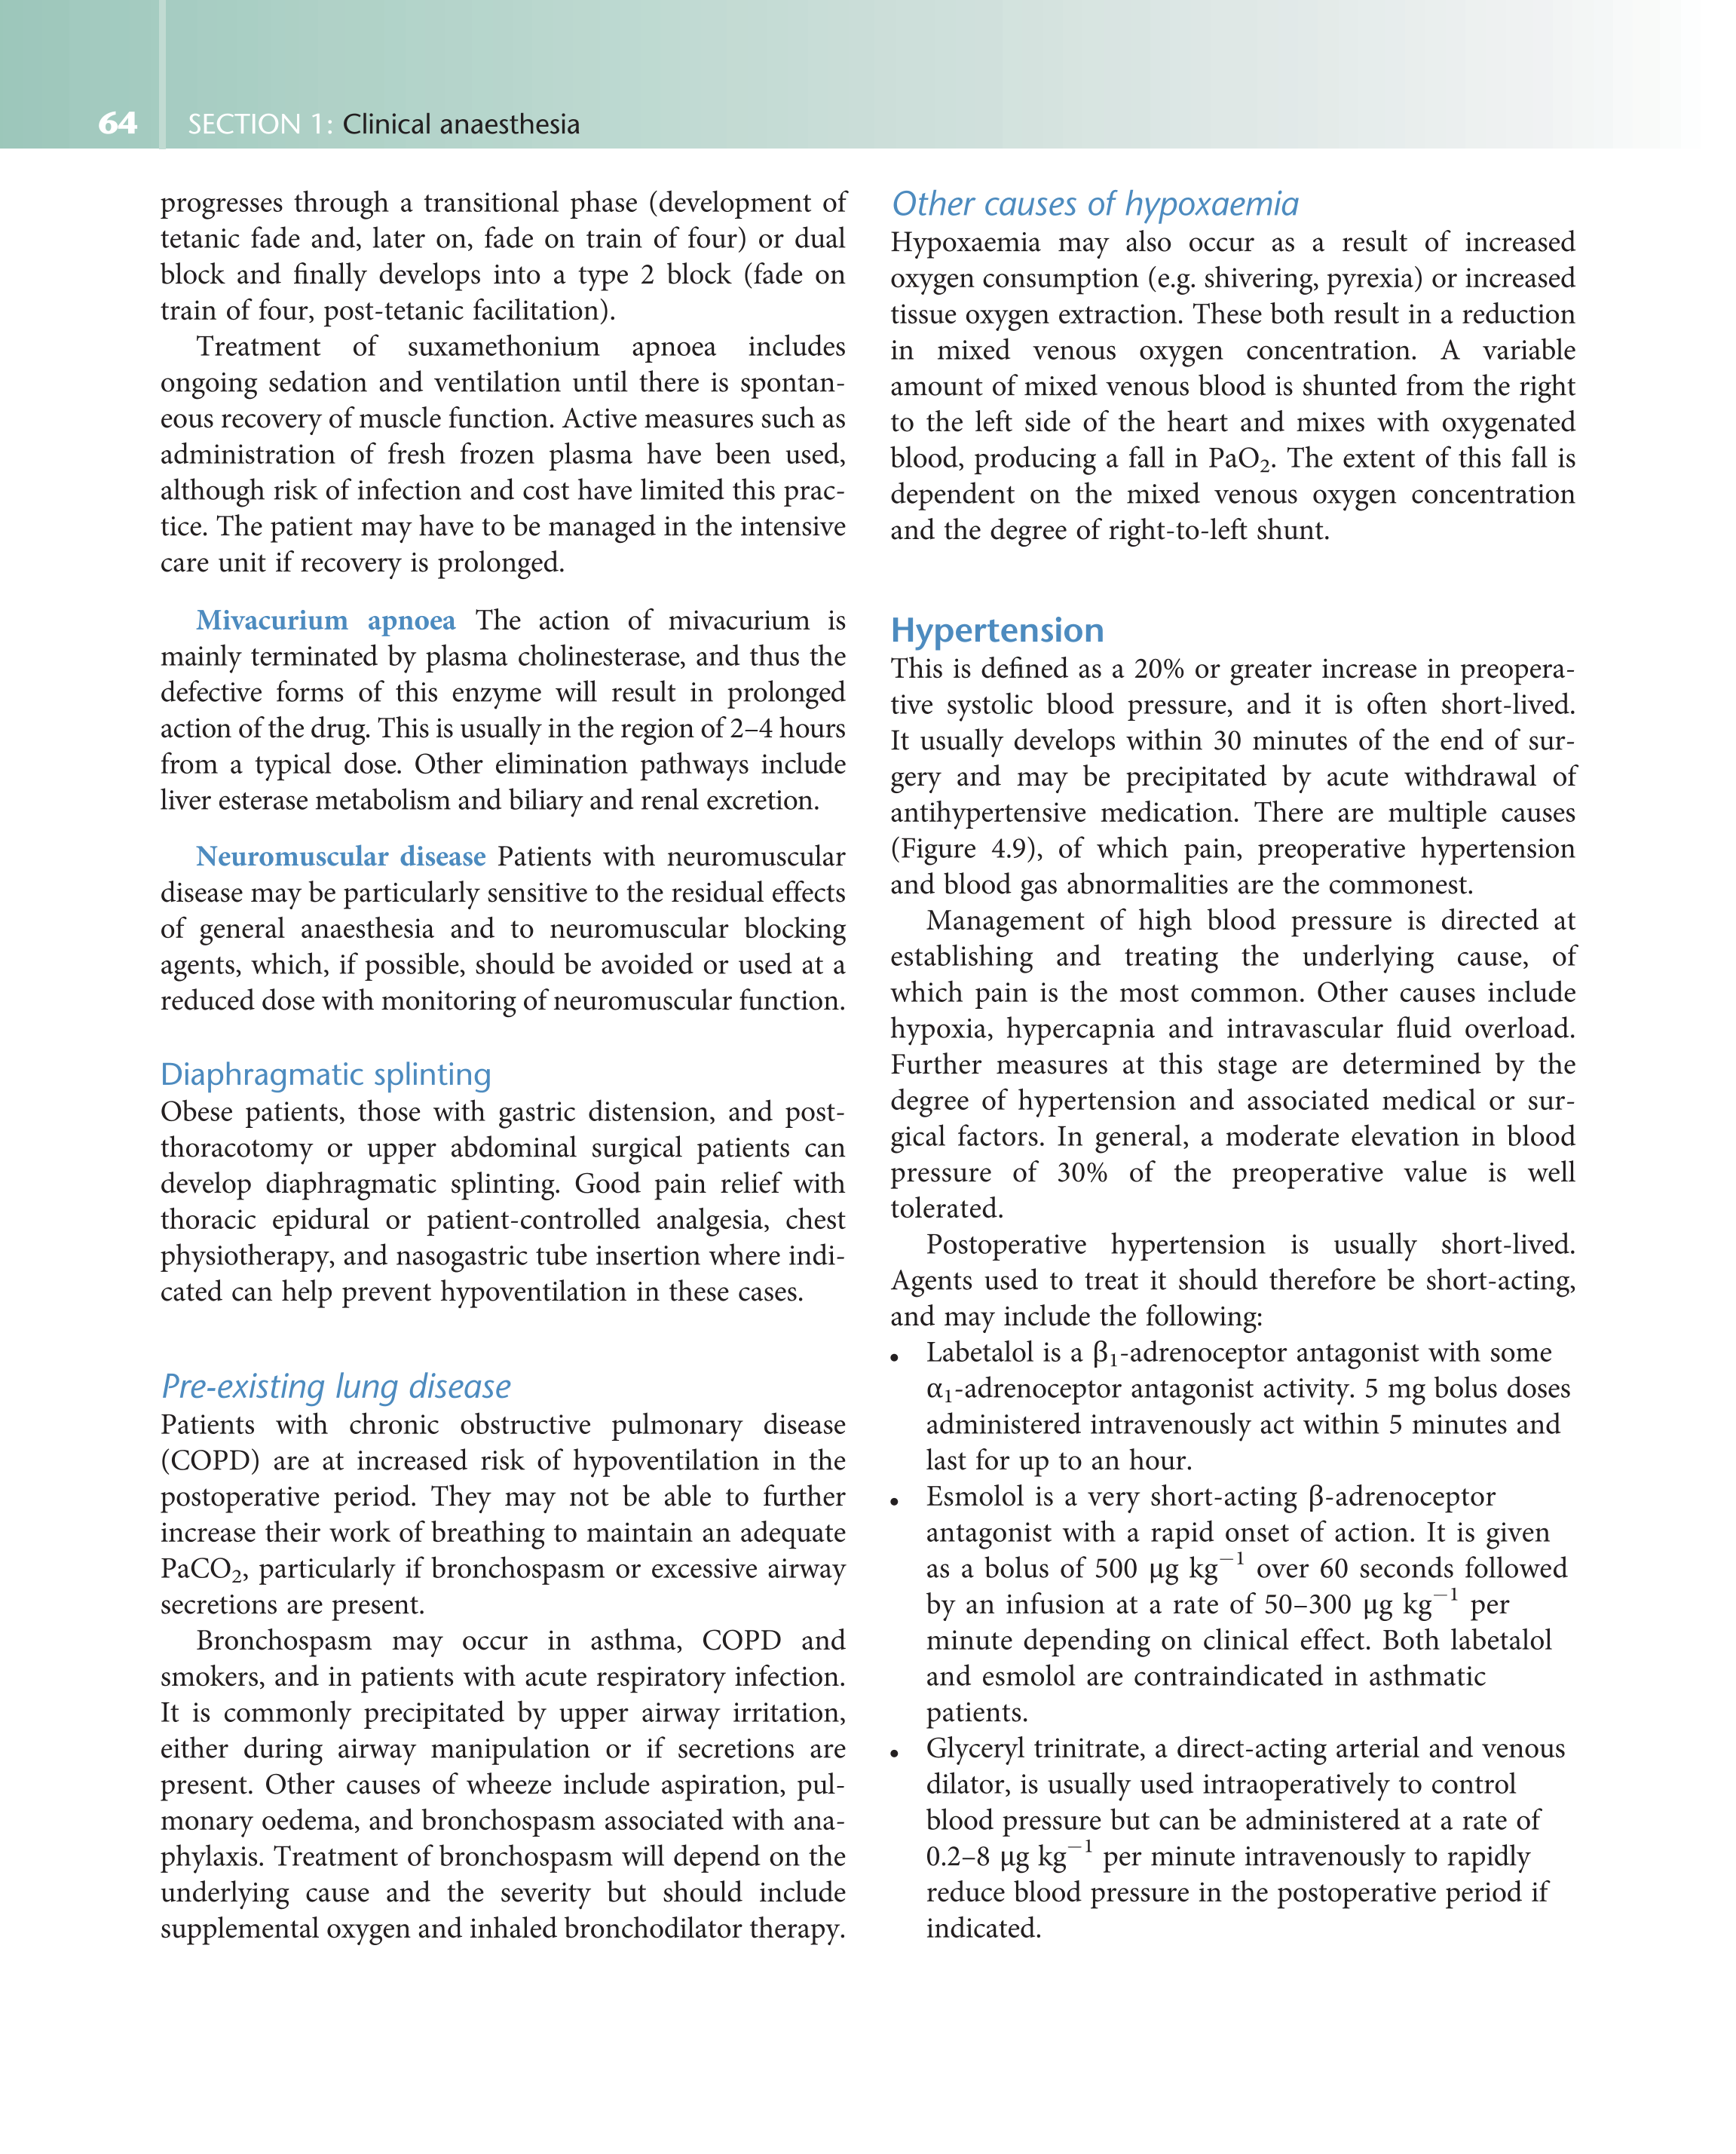 64 SECTION 1: Clinical anaesthesia
progresses through a transitional phase (development of
tetanic fade and, later on, fade on train of four) or dual
block and finally develops into a type 2 block (fade on
train of four, post-tetanic facilitation).
Treatment of suxamethonium apnoea includes
ongoing sedation and ventilation until there is spontan-
eous recovery of muscle function. Active measures such as
administration of fresh frozen plasma have been used,
although risk of infection and cost have limited this prac-
tice. The patient may have to be managed in the intensive
care unit if recovery is prolonged.
Mivacurium apnoea The action of mivacurium is
mainly terminated by plasma cholinesterase, and thus the
defective forms of this enzyme will result in prolonged
action of the drug. This is usually in the region of 2–4 hours
from a typical dose. Other elimination pathways include
liver esterase metabolism and biliary and renal excretion.
Neuromuscular disease Patients with neuromuscular
disease may be particularly sensitive to the residual effects
of general anaesthesia and to neuromuscular blocking
agents, which, if possible, should be avoided or used at a
reduced dose with monitoring of neuromuscular function.
Diaphragmatic splinting
Obese patients, those with gastric distension, and post-
thoracotomy or upper abdominal surgical patients can
develop diaphragmatic splinting. Good pain relief with
thoracic epidural or patient-controlled analgesia, chest
physiotherapy, and nasogastric tube insertion where indi-
cated can help prevent hypoventilation in these cases.
Pre-existing lung disease
Patients with chronic obstructive pulmonary disease
(COPD) are at increased risk of hypoventilation in the
postoperative period. They may not be able to further
increase their work of breathing to maintain an adequate
PaCO₂, particularly if bronchospasm or excessive airway
secretions are present.
Bronchospasm may occur in asthma, COPD and
smokers, and in patients with acute respiratory infection.
It is commonly precipitated by upper airway irritation,
either during airway manipulation or if secretions are
present. Other causes of wheeze include aspiration, pul-
monary oedema, and bronchospasm associated with ana-
phylaxis. Treatment of bronchospasm will depend on the
underlying cause and the severity but should include
supplemental oxygen and inhaled bronchodilator therapy.
Other causes of hypoxaemia
Hypoxaemia may also occur as a result of increased
oxygen consumption (e.g. shivering, pyrexia) or increased
tissue oxygen extraction. These both result in a reduction
in mixed venous oxygen concentration. A variable
amount of mixed venous blood is shunted from the right
to the left side of the heart and mixes with oxygenated
blood, producing a fall in PaO₂. The extent of this fall is
dependent on the mixed venous oxygen concentration
and the degree of right-to-left shunt.
Hypertension
This is defined as a 20% or greater increase in preopera-
tive systolic blood pressure, and it is often short-lived.
It usually develops within 30 minutes of the end of sur-
gery and may be precipitated by acute withdrawal of
antihypertensive medication. There are multiple causes
(Figure 4.9), of which pain, preoperative hypertension
and blood gas abnormalities are the commonest.
Management of high blood pressure is directed at
establishing and treating the underlying cause, of
which pain is the most common. Other causes include
hypoxia, hypercapnia and intravascular fluid overload.
Further measures at this stage are determined by the
degree of hypertension and associated medical or sur-
gical factors. In general, a moderate elevation in blood
pressure of 30% of the preoperative value is well
tolerated.
Postoperative hypertension is usually short-lived.
Agents used to treat it should therefore be short-acting,
and may include the following:
• Labetalol is a β₁-adrenoceptor antagonist with some
α₁-adrenoceptor antagonist activity. 5 mg bolus doses
administered intravenously act within 5 minutes and
last for up to an hour.
• Esmolol is a very short-acting β-adrenoceptor
antagonist with a rapid onset of action. It is given
as a bolus of 500 μg kg⁻¹ over 60 seconds followed
by an infusion at a rate of 50–300 μg kg⁻¹ per
minute depending on clinical effect. Both labetalol
and esmolol are contraindicated in asthmatic
patients.
• Glyceryl trinitrate, a direct-acting arterial and venous
dilator, is usually used intraoperatively to control
blood pressure but can be administered at a rate of
0.2–8 μg kg⁻¹ per minute intravenously to rapidly
reduce blood pressure in the postoperative period if
indicated.